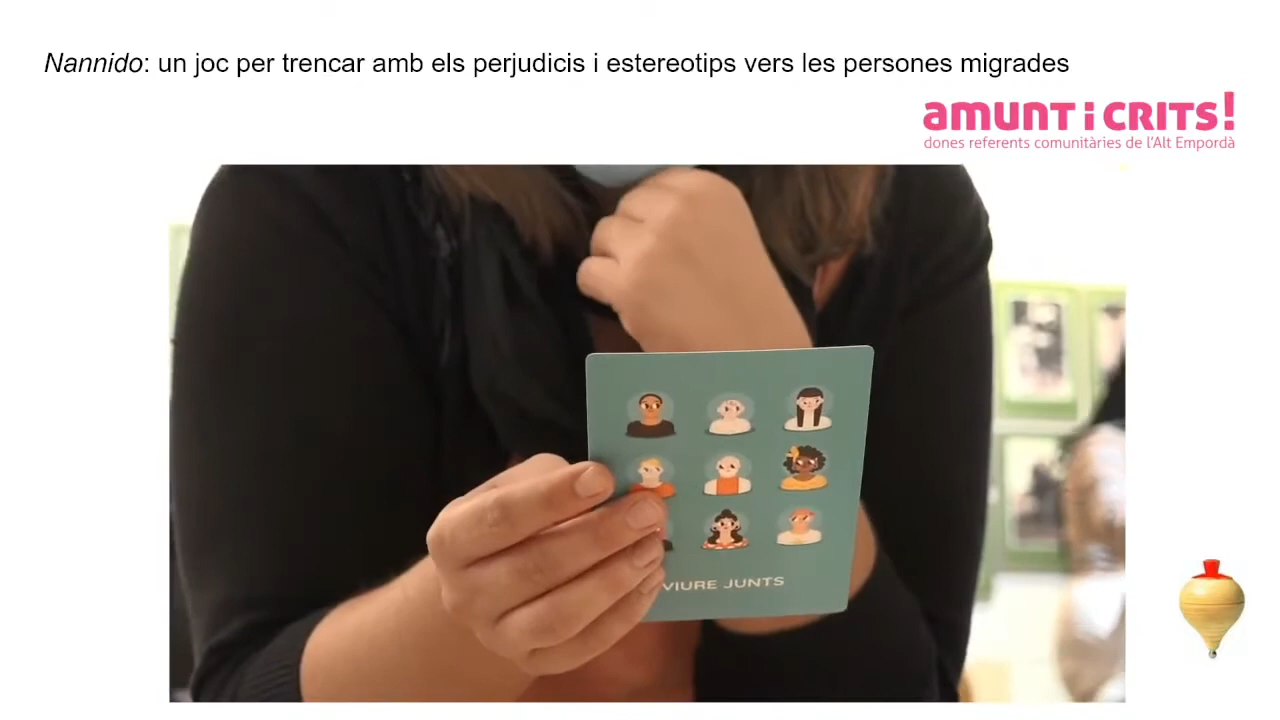 Nannido: un joc per trencar amb els perjudicis i estereotips vers les persones migrades
amunt i CRITS!
dones referents comunitàries de l'Alt Empordà
VIURE JUNTS